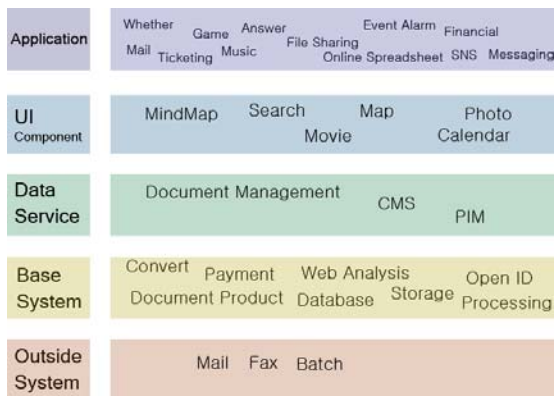 Application
Whether Game Answer Event Alarm Financial
Mail Ticketing Music File Sharing Online Spreadsheet SNS Messaging
UI
Component
MindMap Search Map Photo
Movie Calendar
Data
Service
Document Management CMS PIM
Base
System
Convert Payment Web Analysis Open ID
Document Product Database Storage Processing
Outside
System
Mail Fax Batch